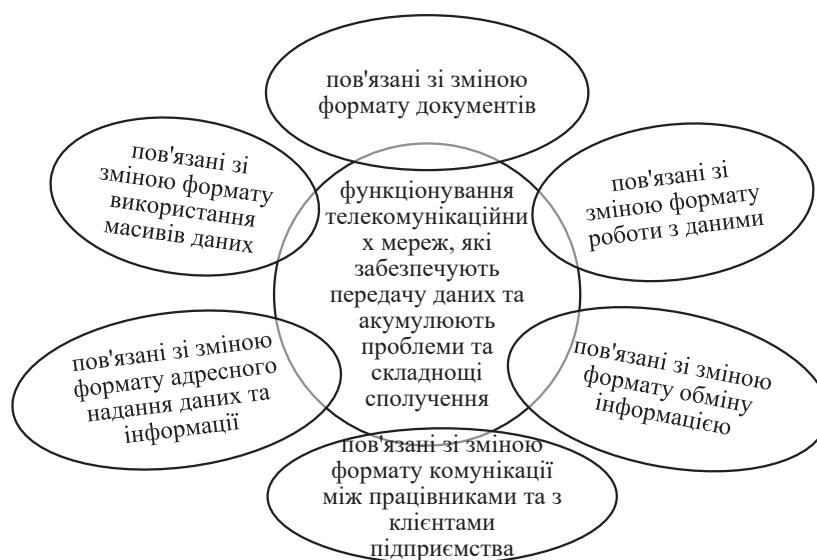 пов'язані зі зміною
формату документів
пов'язані зі
зміною формату
використання
масивів даних
функціонування
телекомунікаційни
х мереж, які
забезпечують
передачу даних та
акумулюють
проблеми та
складнощі
сполучення
пов'язані зі
зміною формату
роботи з даними
пов'язані зі зміною
формату адресного
надання даних та
інформації
пов'язані зі зміною
формату обміну
інформацією
пов'язані зі зміною
формату комунікації
між працівниками та з
клієнтами
підприємства